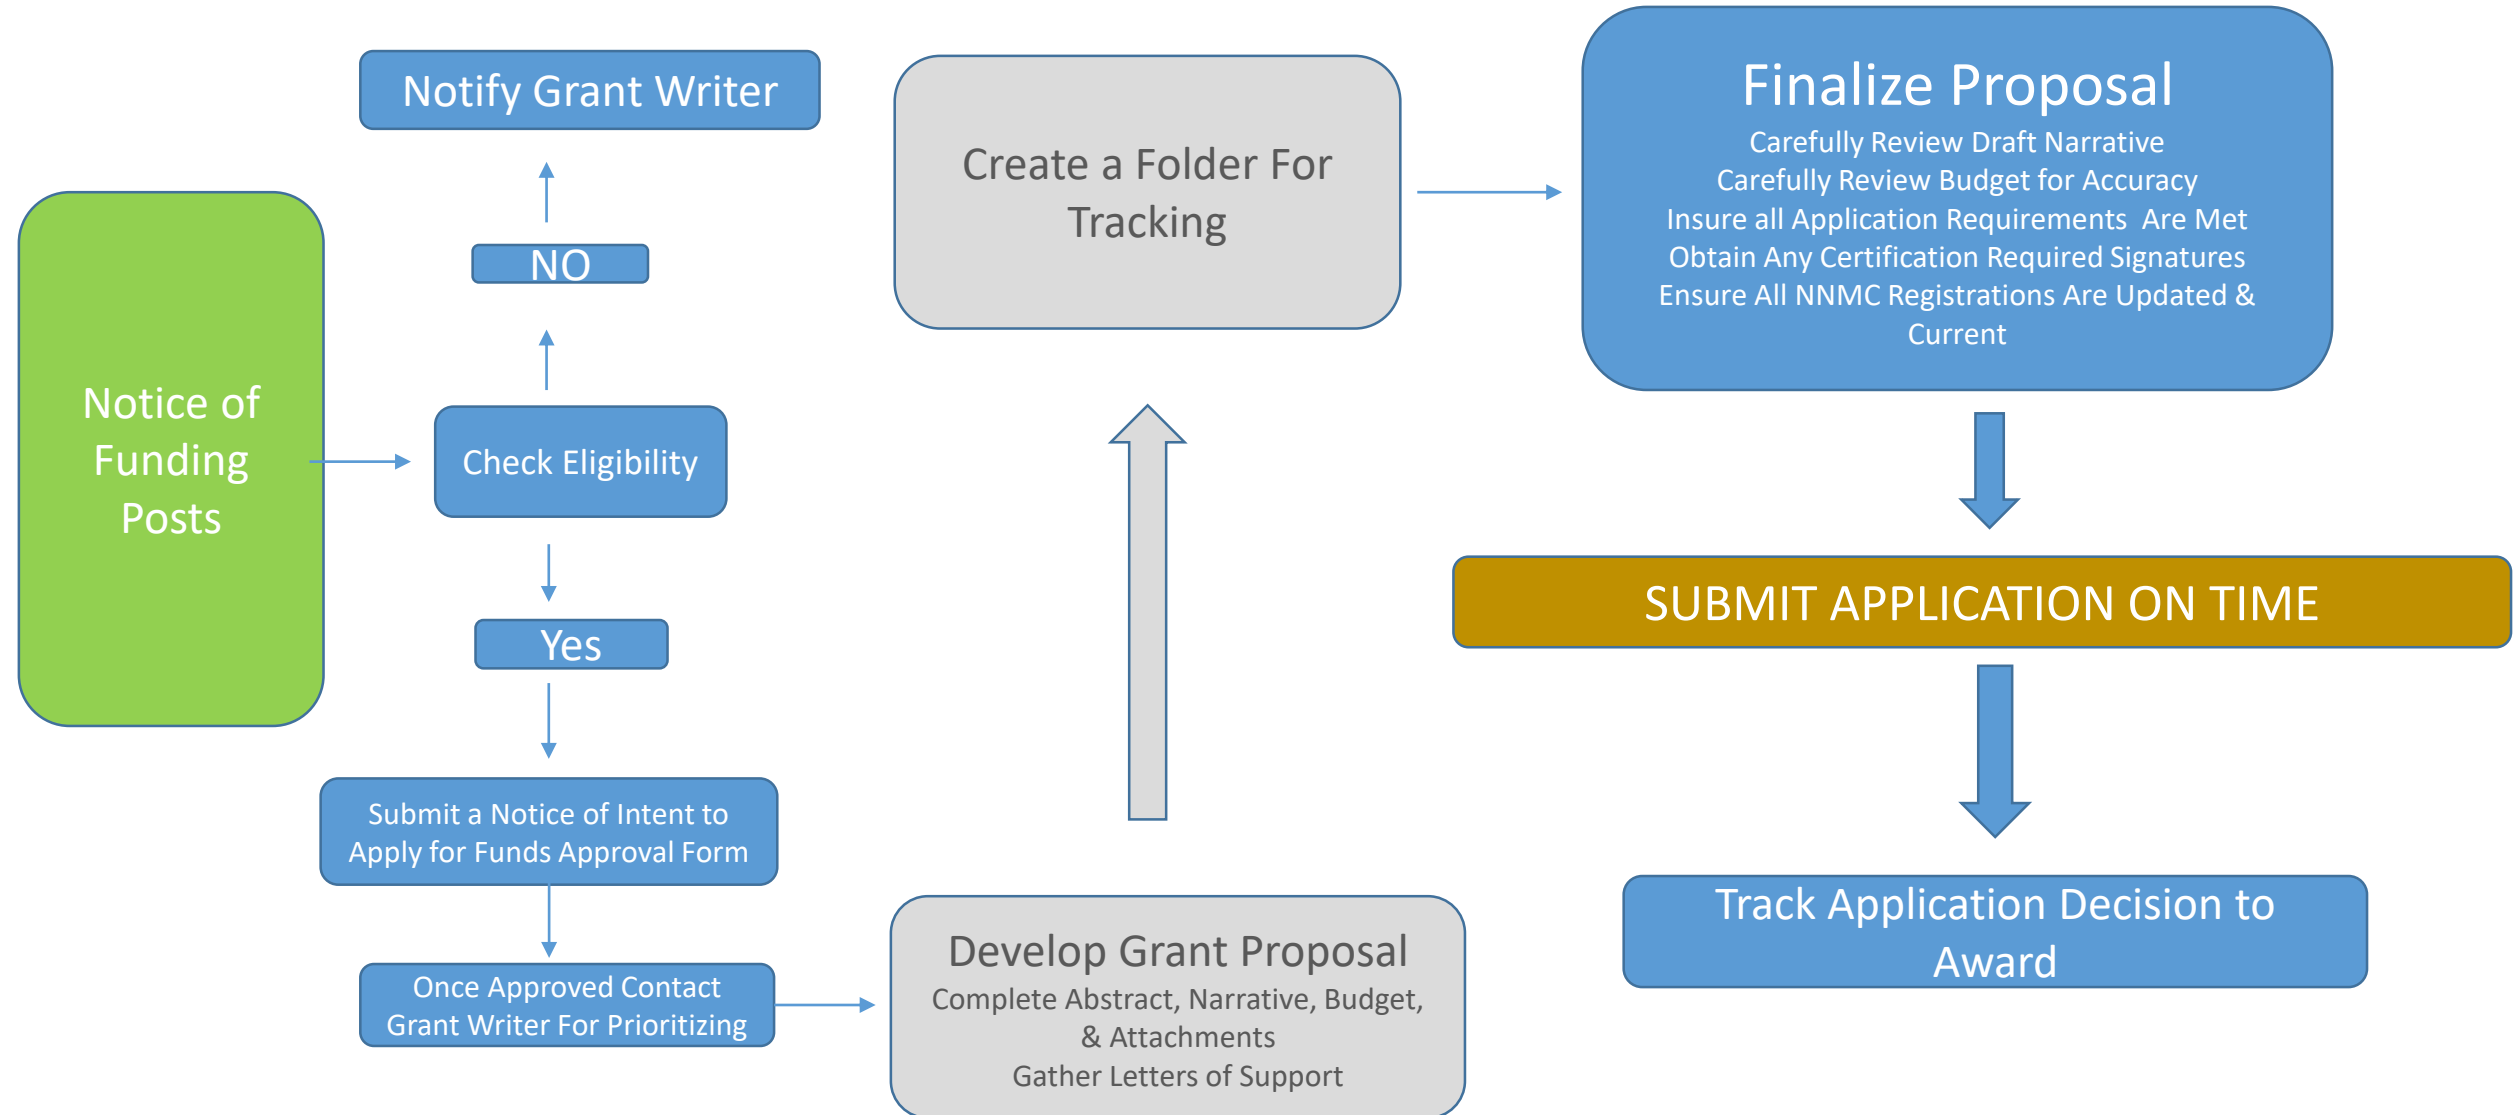 Notice of
Funding
Posts
Notify Grant Writer
NO
Check Eligibility
Yes
Submit a Notice of Intent to
Apply for Funds Approval Form
Once Approved Contact
Grant Writer For Prioritizing
Develop Grant Proposal
Complete Abstract, Narrative, Budget,
& Attachments
Gather Letters of Support
Create a Folder For
Tracking
Finalize Proposal
Carefully Review Draft Narrative
Carefully Review Budget for Accuracy
Insure all Application Requirements  Are Met
Obtain Any Certification Required Signatures
Ensure All NNMC Registrations Are Updated &
Current
SUBMIT APPLICATION ON TIME
Track Application Decision to
Award